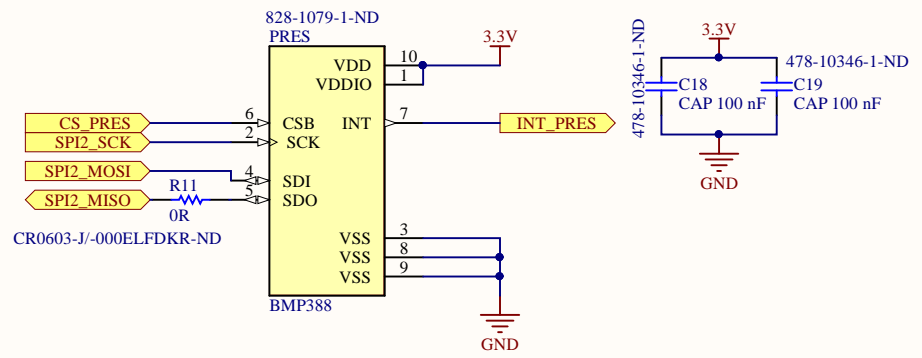 828-1079-1-ND
PRES
VDD 10
VDDIO 1
3.3V
CS_PRES 6 CSB
INT 7 INT_PRES
SPI2_SCK 2 SCK
SPI2_MOSI 4 SDI
SPI2_MISO R11 5 SDO
0R
CR0603-J/-000ELFDKR-ND
VSS 3
VSS 8
VSS 9
BMP388
GND
3.3V
478-10346-1-ND
C18
CAP 100 nF
478-10346-1-ND
C19
CAP 100 nF
GND